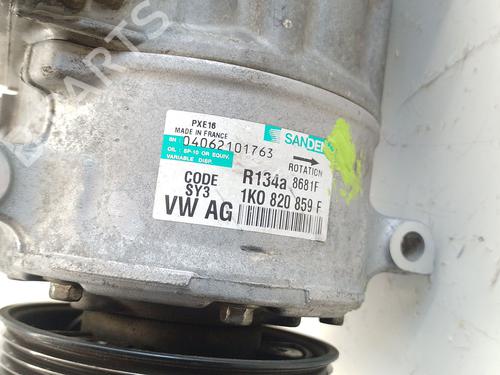 PARTS
PXE16
MADE IN FRANCE
SANDEN
SN : 04062101763
OIL : SP-10 OR EQUIV.
VARIABLE DISP.
ROTATION
CODE R134a 8681F
SY3 1K0 820 859 F
VW AG